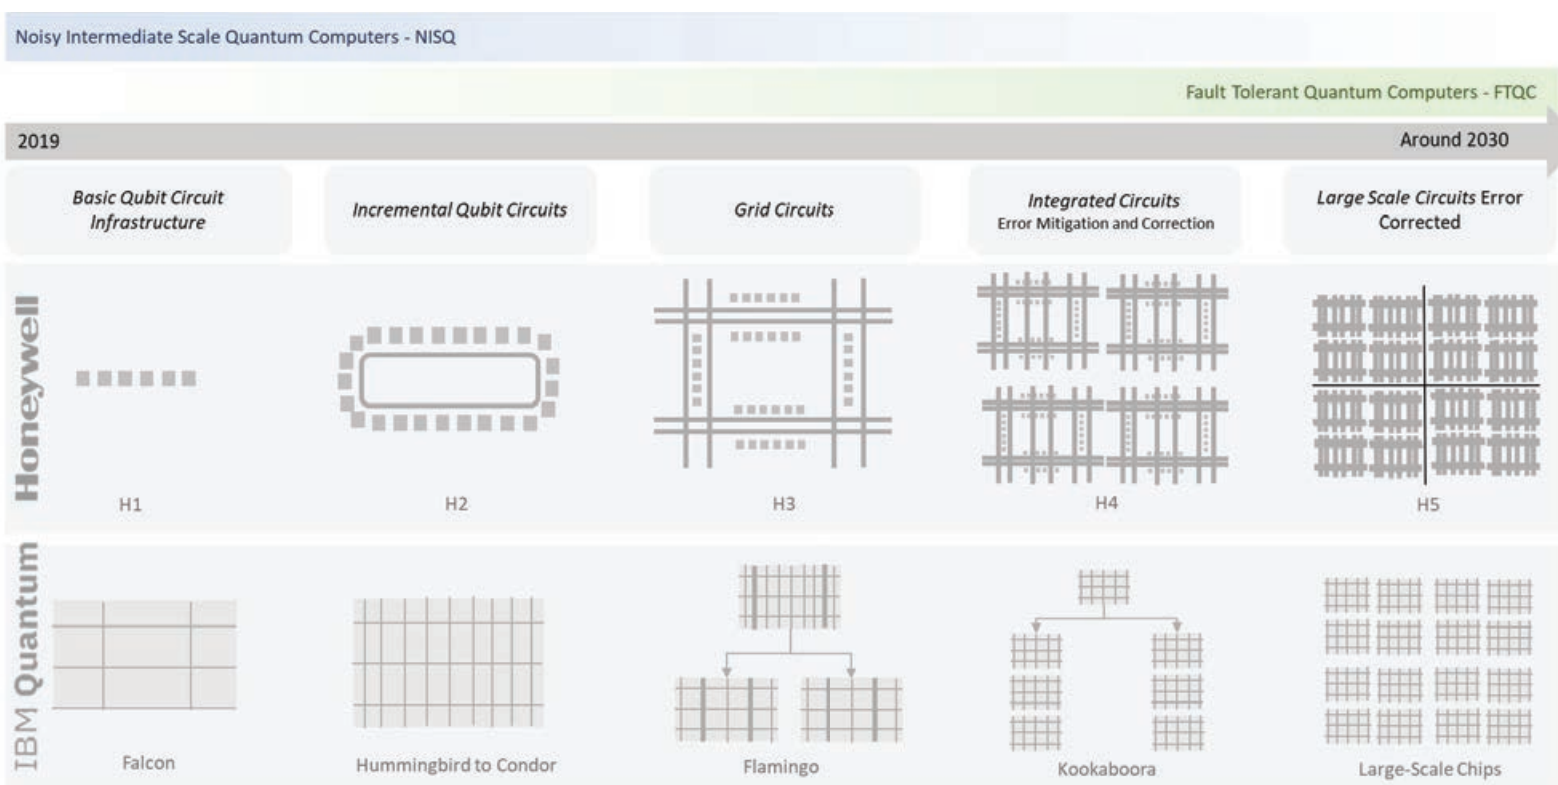 Noisy Intermediate Scale Quantum Computers - NISQ
Fault Tolerant Quantum Computers - FTQC
2019
Around 2030
Basic Qubit Circuit
Infrastructure
Incremental Qubit Circuits
Grid Circuits
Integrated Circuits
Error Mitigation and Correction
Large Scale Circuits Error
Corrected
Honeywell
H1
H2
H3
H4
H5
IBM Quantum
Falcon
Hummingbird to Condor
Flamingo
Kookaboora
Large-Scale Chips